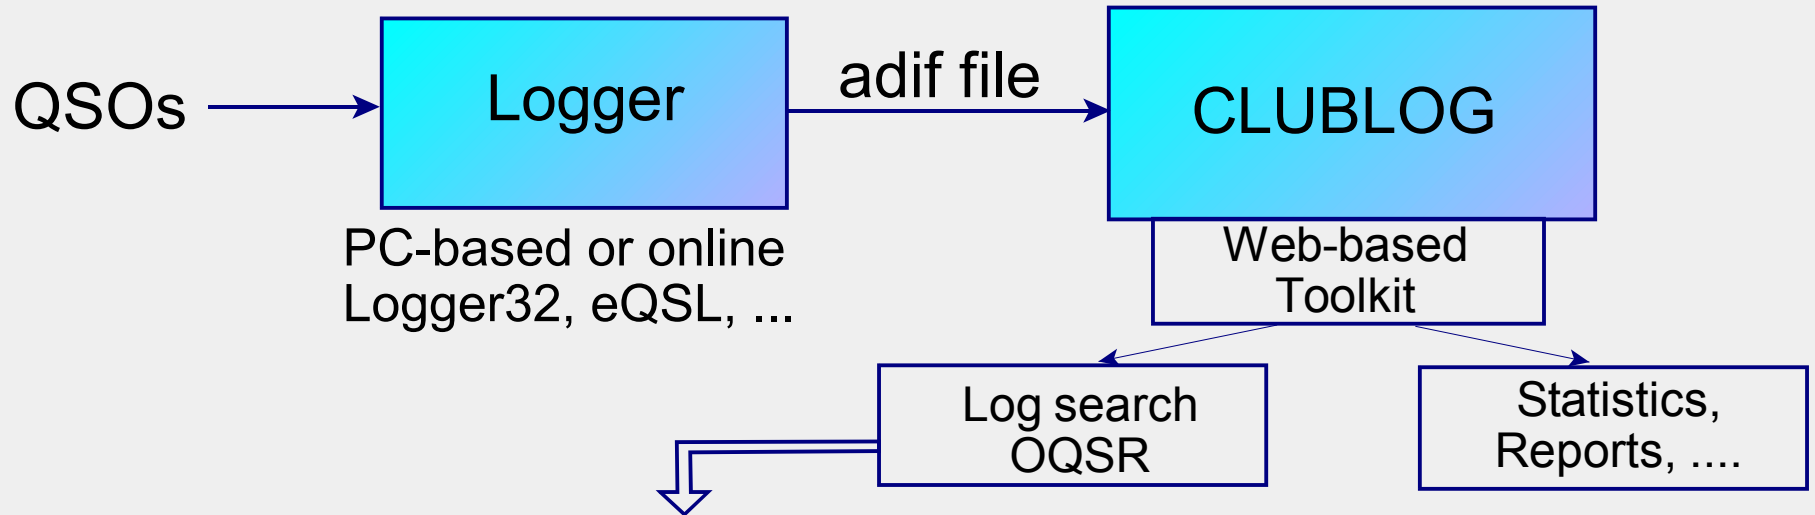 QSOs
Logger
adif file
CLUBLOG
PC-based or online
Logger32, eQSL, ...
Web-based
Toolkit
Log search
OQSR
Statistics,
Reports, ....